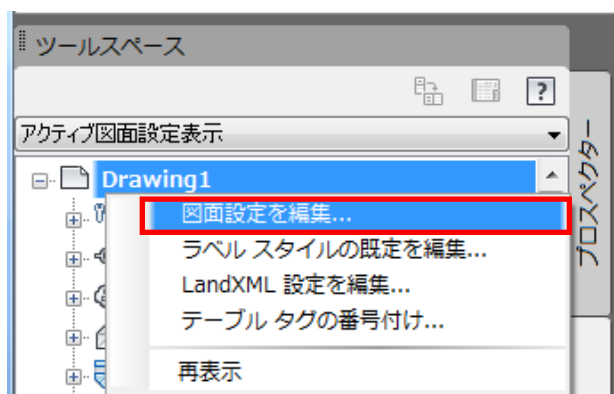 ツールスペース
?
アクティブ図面設定表示
Drawing1
図面設定を編集...
ラベル スタイルの既定を編集...
LandXML 設定を編集...
テーブル タグの番号付け...
再表示
プロスペクター